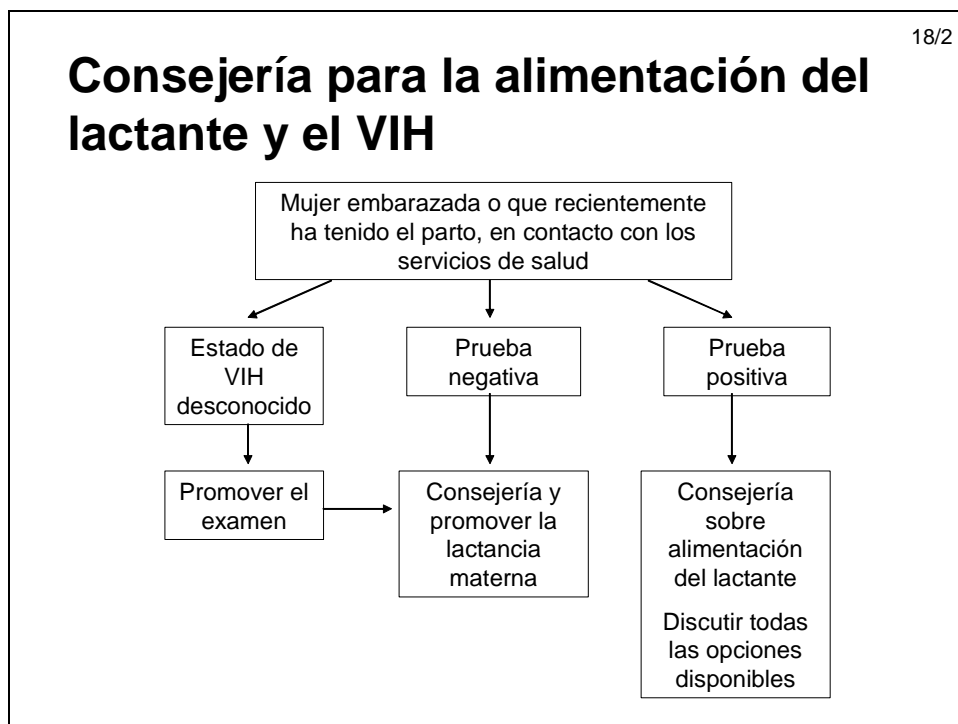 18/2
Consejería para la alimentación del
lactante y el VIH
Mujer embarazada o que recientemente
ha tenido el parto, en contacto con los
servicios de salud
Estado de
VIH
desconocido
Prueba
negativa
Prueba
positiva
Promover el
examen
Consejería y
promover la
lactancia
materna
Consejería
sobre
alimentación
del lactante
Discutir todas
las opciones
disponibles